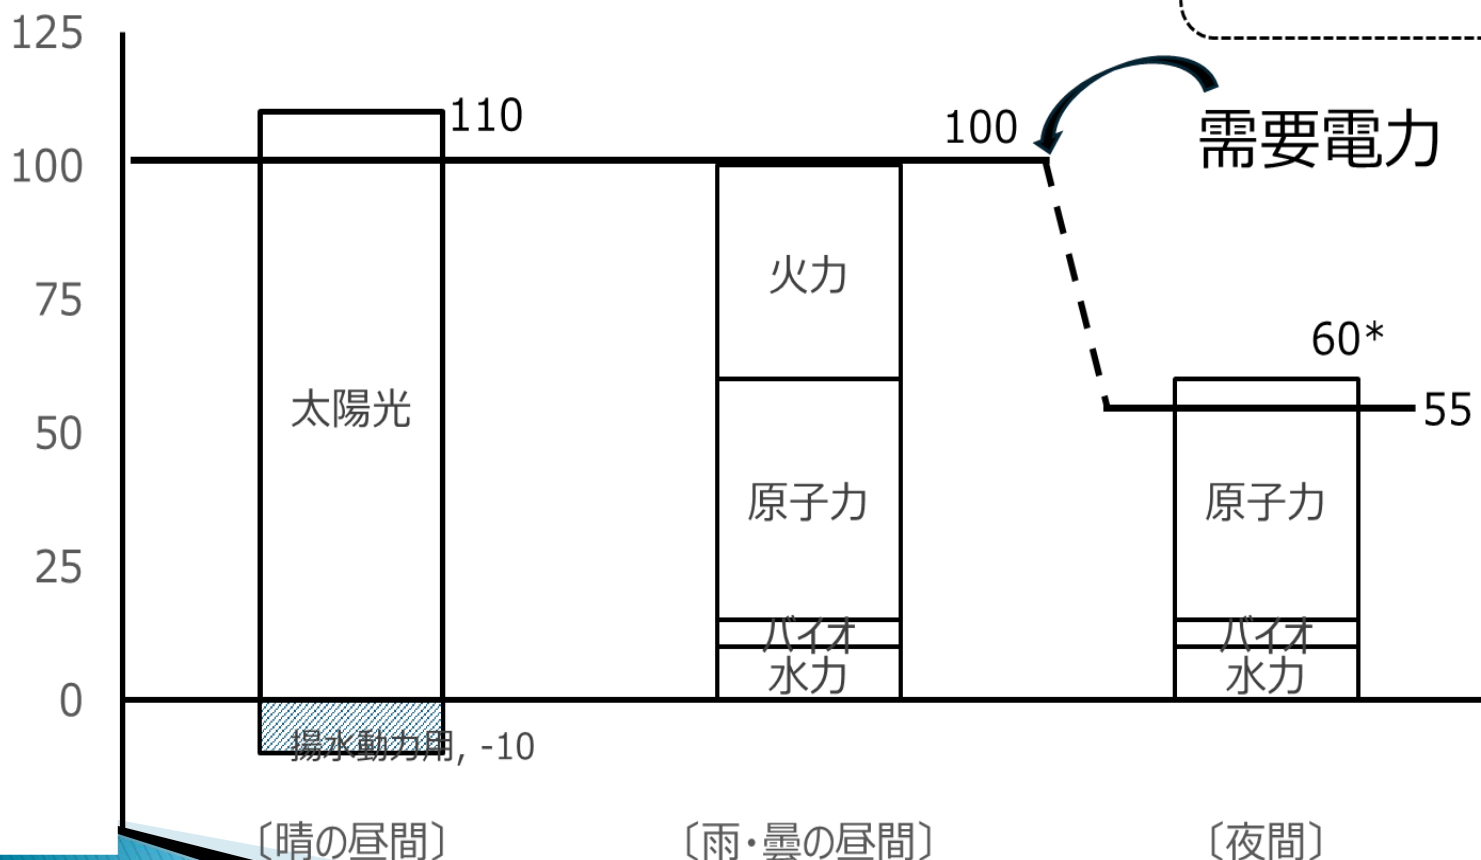 125
100
75
50
25
0
110
100
需要電力
60*
55
太陽光
揚水動力用, -10
火力
原子力
バイオ
水力
原子力
バイオ
水力
〔晴の昼間〕
〔雨・曇の昼間〕
〔夜間〕